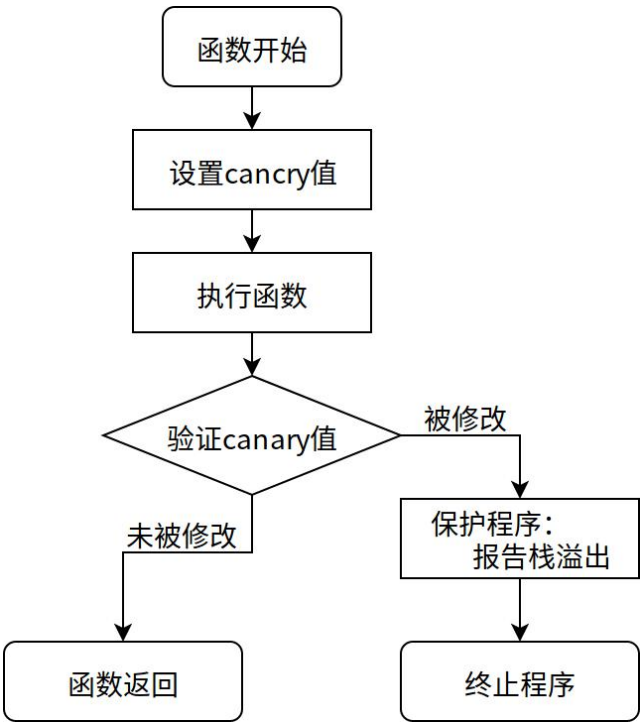 函数开始
设置cancry值
执行函数
验证canary值
被修改
未被修改
保护程序：
报告栈溢出
函数返回
终止程序